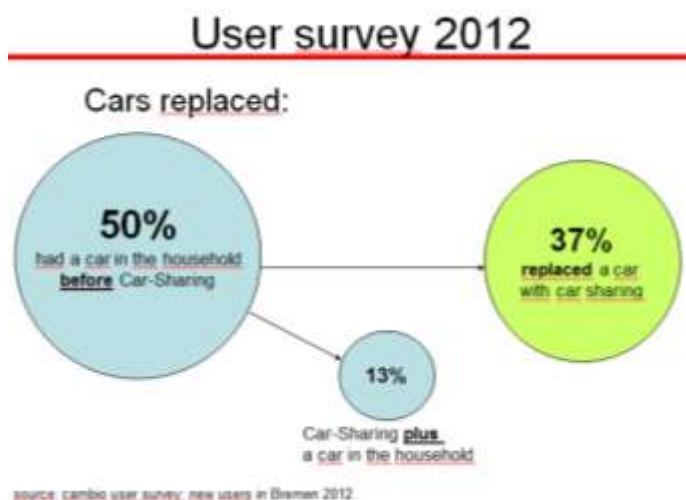 User survey 2012
Cars replaced:
50%
had a car in the household
before Car-Sharing
37%
replaced a car
with car sharing
13%
Car-Sharing plus
a car in the household
source: cambio user survey: new users in Bremen 2012